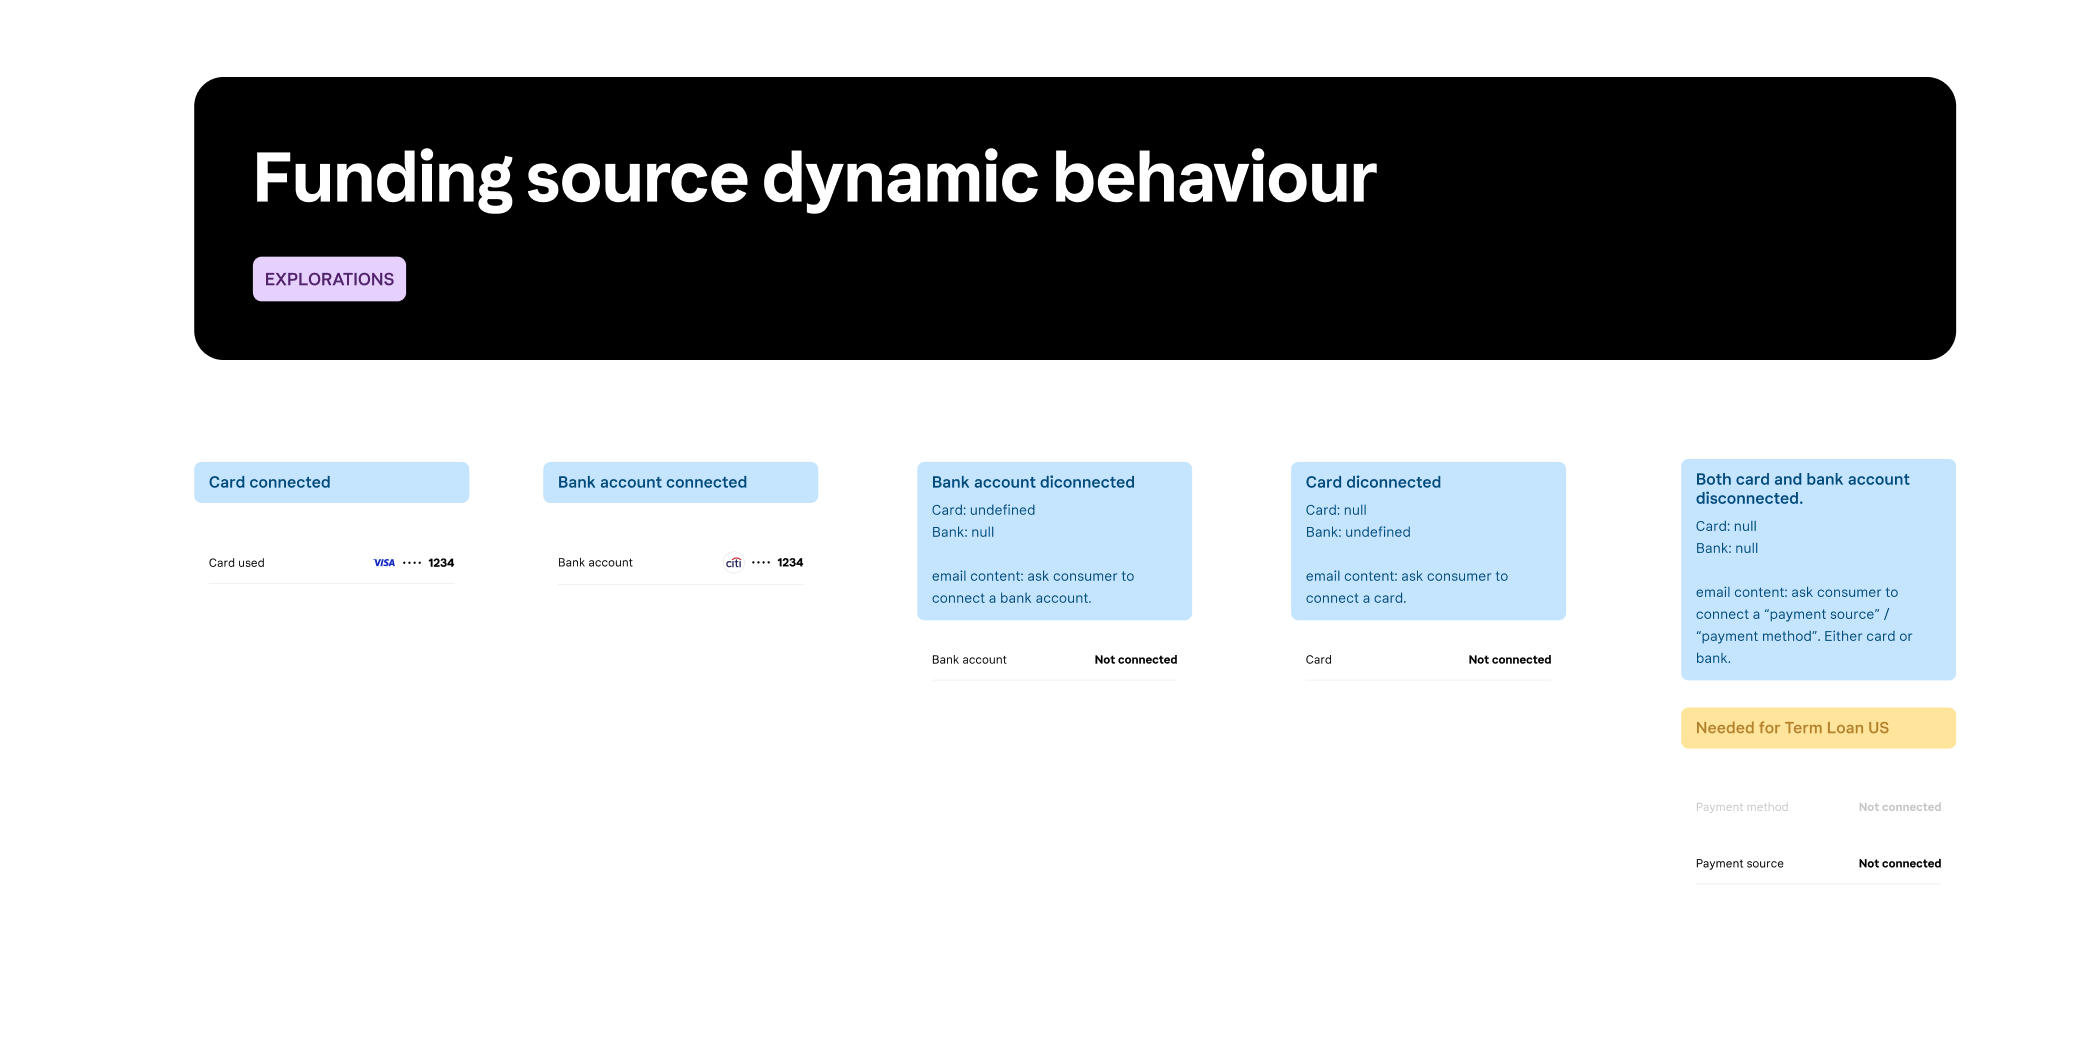 Funding source dynamic behaviour
EXPLORATIONS
Card connected
Card used VISA •••• 1234
Bank account connected
Bank account citi •••• 1234
Bank account diconnected
Card: undefined
Bank: null
email content: ask consumer to
connect a bank account.
Bank account Not connected
Card diconnected
Card: null
Bank: undefined
email content: ask consumer to
connect a card.
Card Not connected
Both card and bank account
disconnected.
Card: null
Bank: null
email content: ask consumer to
connect a “payment source” /
“payment method”. Either card or
bank.
Needed for Term Loan US
Payment method Not connected
Payment source Not connected